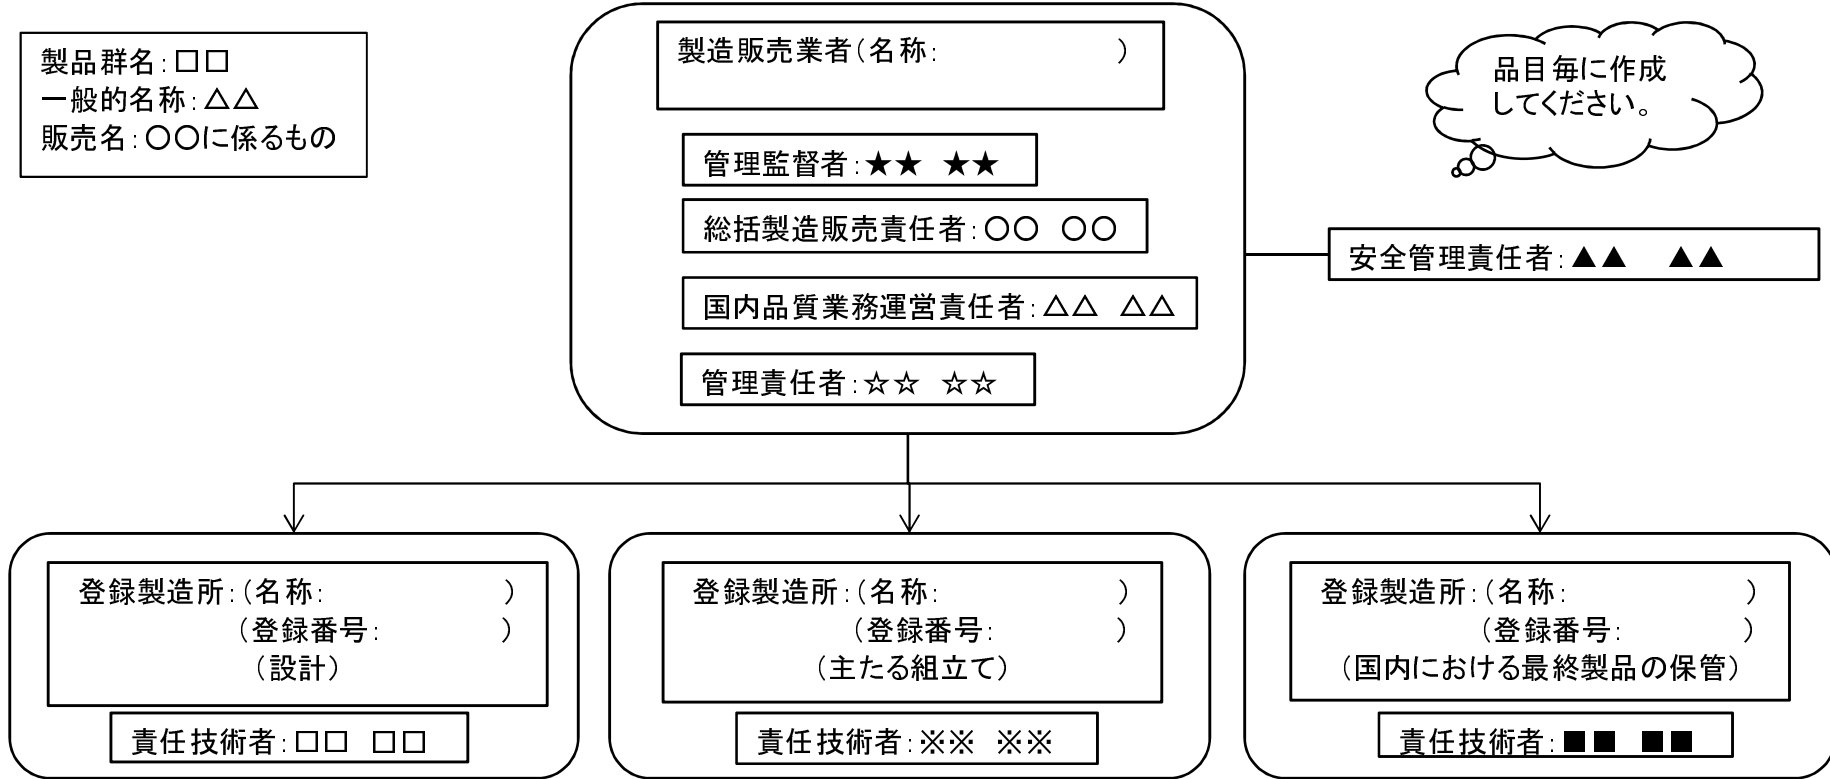 製品群名：□□
一般的名称：△△
販売名：〇〇に係るもの
製造販売業者（名称：　　　　　　）
管理監督者：★★　★★
総括製造販売責任者：〇〇　〇〇
国内品質業務運営責任者：△△　△△
管理責任者：☆☆　☆☆
品目毎に作成
してください。
安全管理責任者：▲▲　▲▲
登録製造所：（名称：　　　　　　）
（登録番号：　　　　）
（設計）
責任技術者：□□　□□
登録製造所：（名称：　　　　　　）
（登録番号：　　　　）
（主たる組立て）
責任技術者：※※　※※
登録製造所：（名称：　　　　　　）
（登録番号：　　　　）
（国内における最終製品の保管）
責任技術者：■■　■■